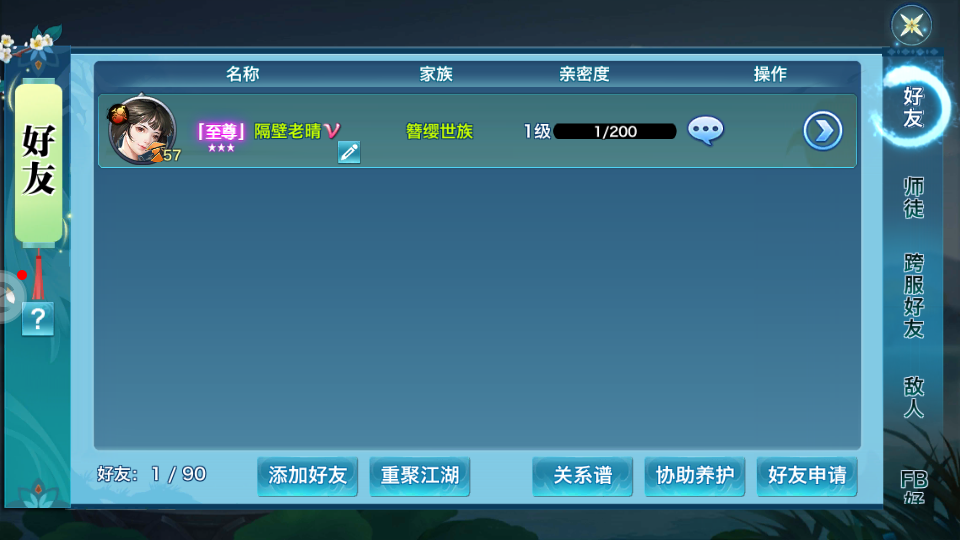 好友
?
名称 家族 亲密度 操作
57 [至尊] 隔壁老晴 簪缨世族 1级 1/200
好友
师徒
跨服好友
敌人
FB好
好友: 1 / 90
添加好友 重聚江湖 关系谱 协助养护 好友申请